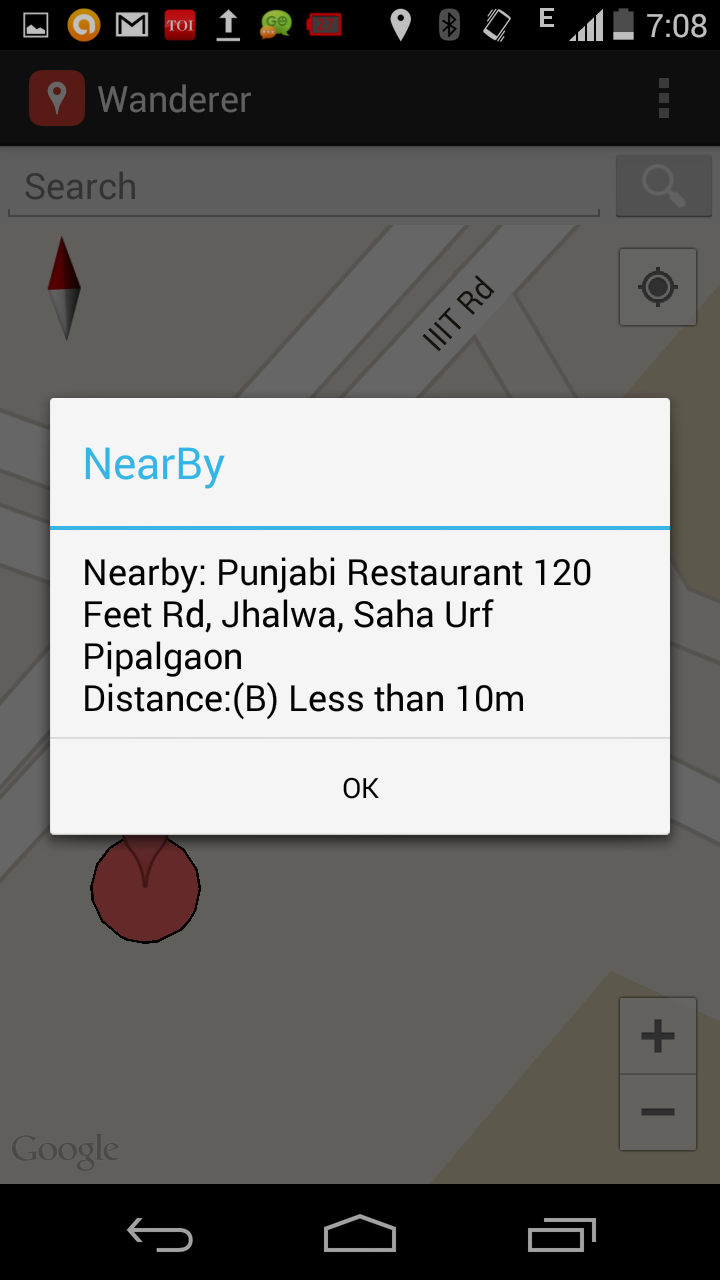 TOI
E
7:08
Wanderer
Search
IIIT Rd
NearBy
Nearby: Punjabi Restaurant 120
Feet Rd, Jhalwa, Saha Urf
Pipalgaon
Distance:(B) Less than 10m
OK
Google